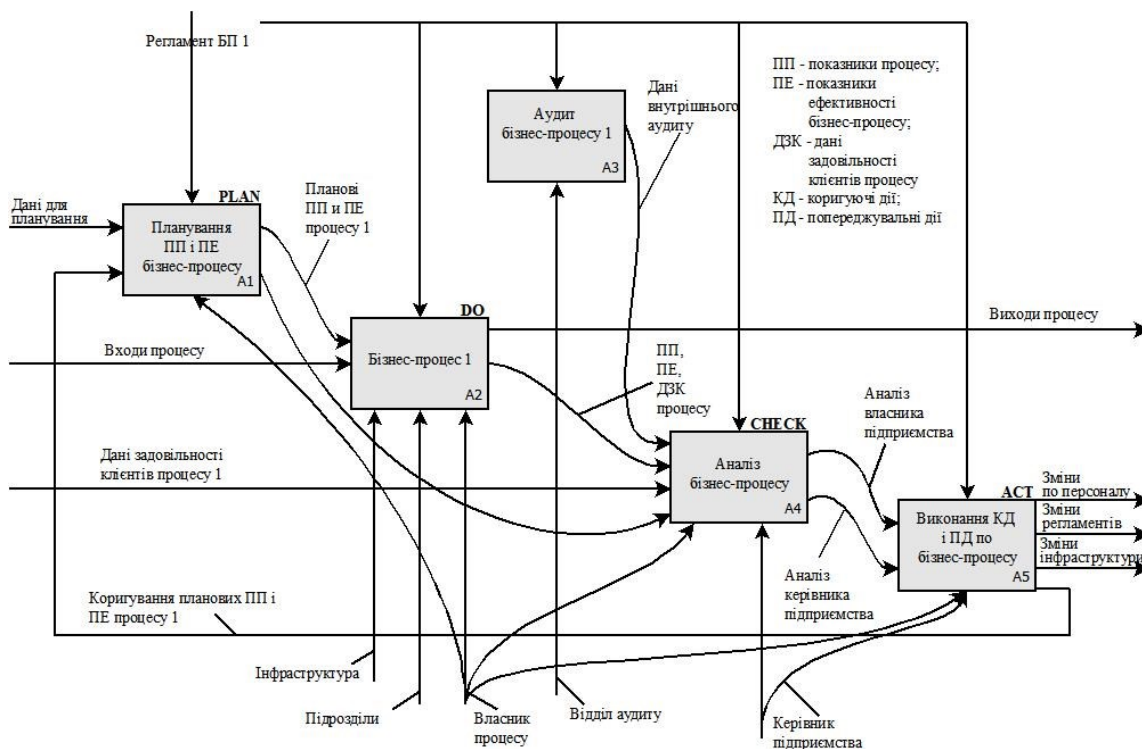 Регламент БП 1
ПП - показники процесу;
ПЕ - показники
ефективності
бізнес-процесу;
ДЗК - дані
задовільності
клієнтів процесу
КД - коригуючі дії;
ПД - попереджувальні дії
Дані
внутрішнього
аудиту
Аудит
бізнес-процесу 1
А3
PLAN
Дані для
планування
Планування
ПП і ПЕ
бізнес-процесу
А1
Планові
ПП и ПЕ
процесу 1
DO
Виходи процесу
Входи процесу
Бізнес-процес 1
А2
ПП,
ПЕ,
ДЗК
процесу
Аналіз
власника
підприємства
CHECK
Дані задовільності
клієнтів процесу 1
Аналіз
бізнес-процесу
А4
ACT
Зміни
по персоналу
Зміни
регламентів
Зміни
інфраструктури
Виконання КД
і ПД по
бізнес-процесу
А5
Аналіз
керівника
підприємства
Коригування планових ПП і
ПЕ процесу 1
Інфраструктура
Підрозділи
Власник
процесу
Відділ аудиту
Керівник
підприємства